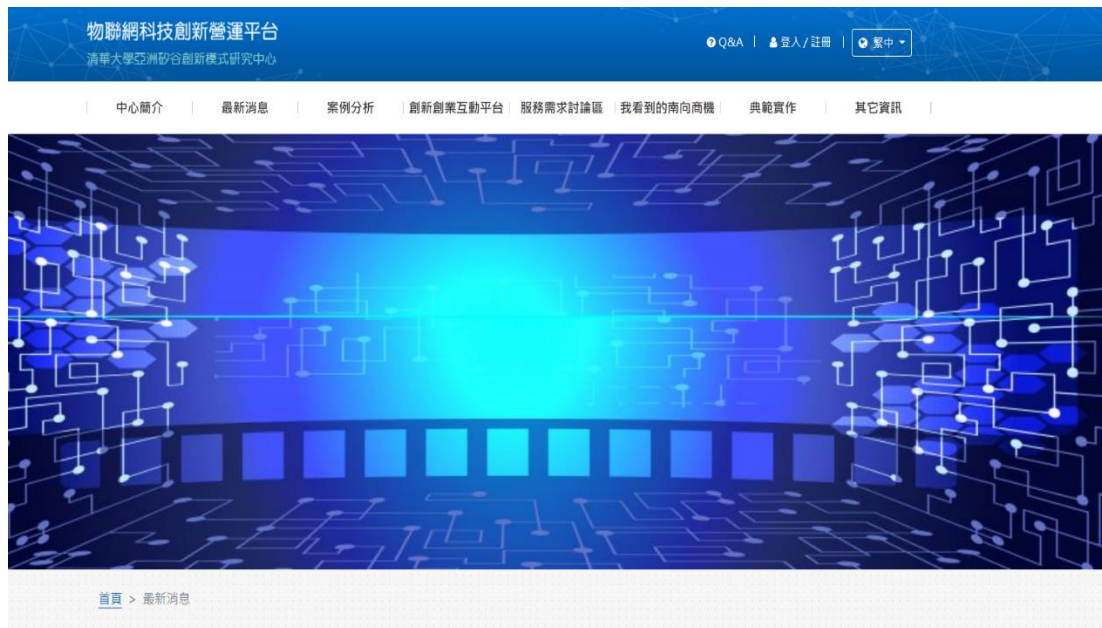 物聯網科技創新營運平台
清華大學亞洲矽谷創新模式研究中心
Q&A | 登入/註冊 | 繁中
中心簡介 最新消息 案例分析 創新創業互動平台 服務需求討論區 我看到的南向商機 典範實作 其它資訊
首頁 > 最新消息